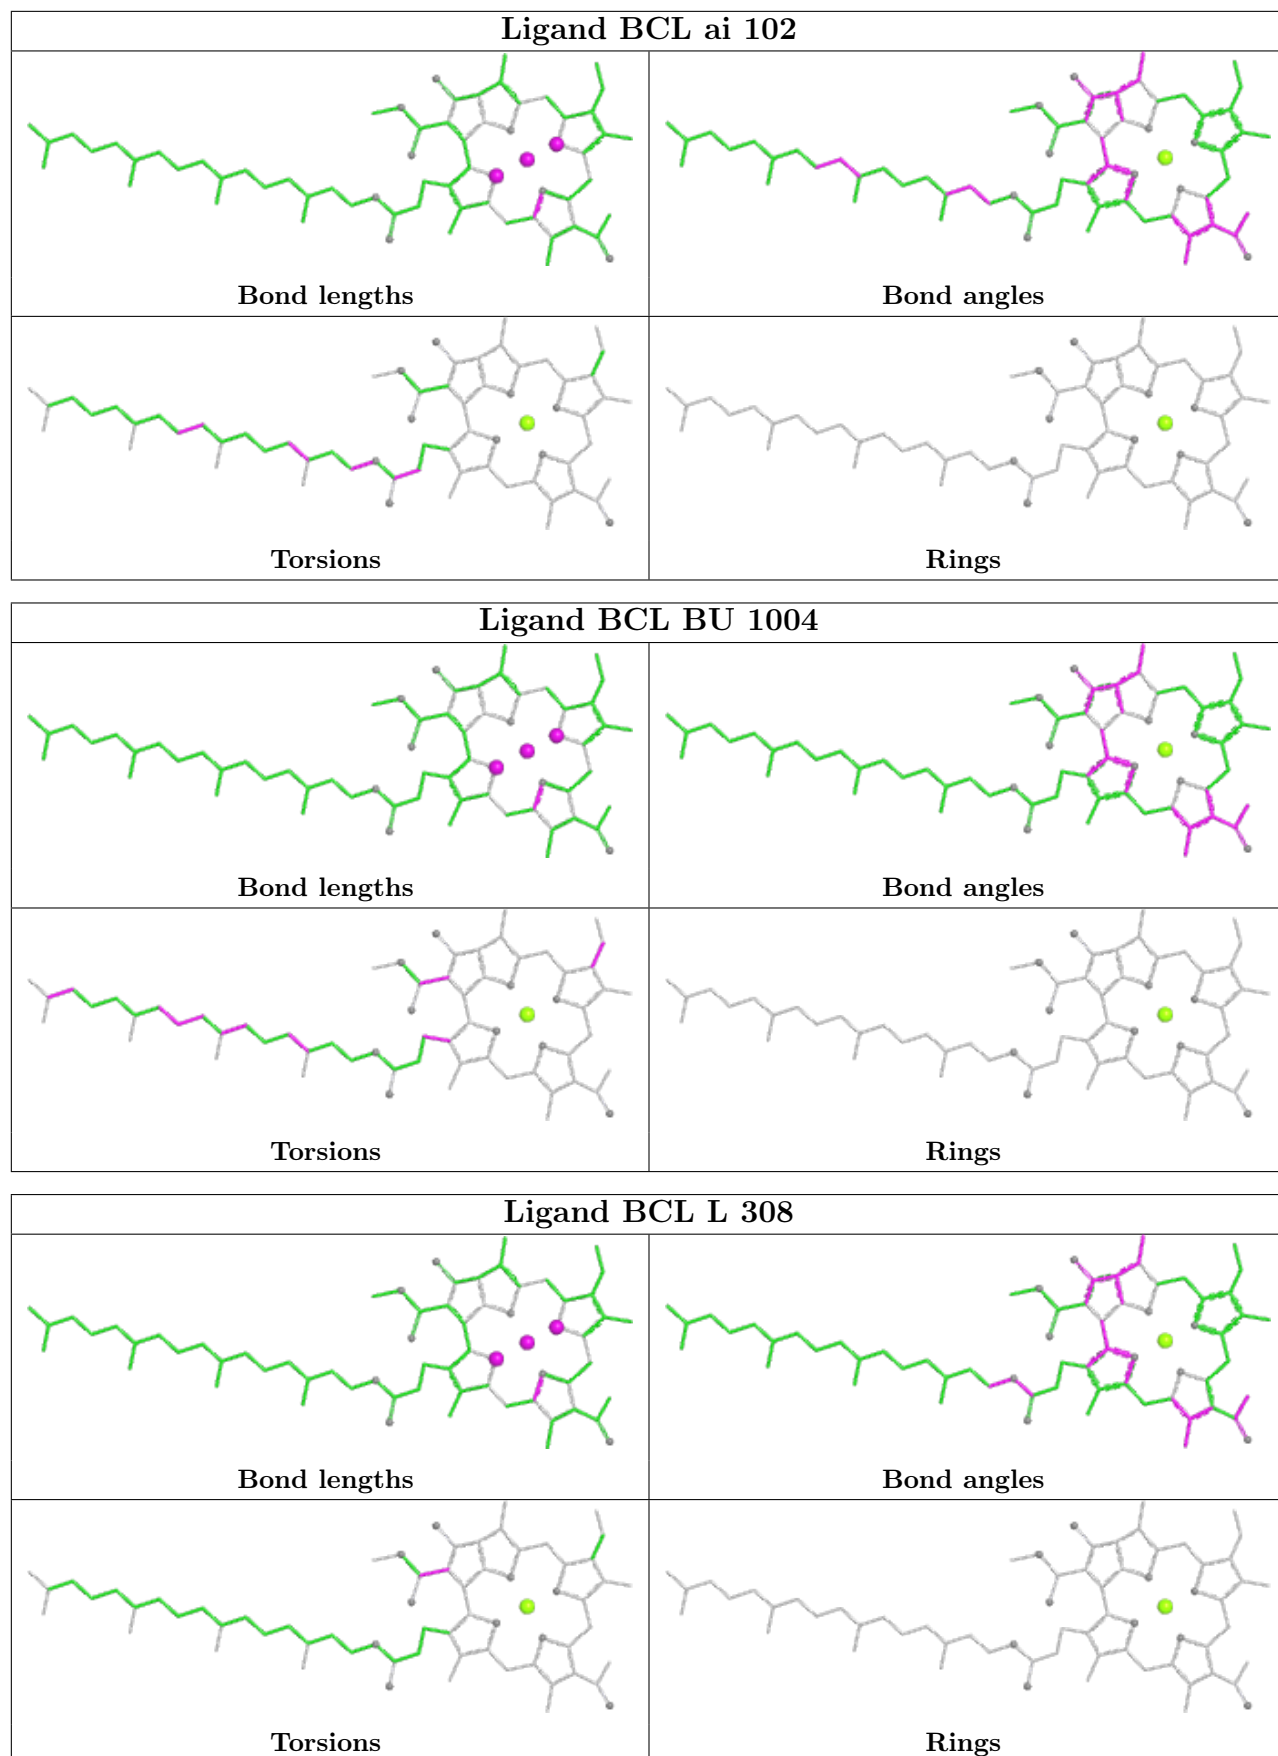 Ligand BCL ai 102
Bond lengths
Bond angles
Torsions
Rings
Ligand BCL BU 1004
Bond lengths
Bond angles
Torsions
Rings
Ligand BCL L 308
Bond lengths
Bond angles
Torsions
Rings